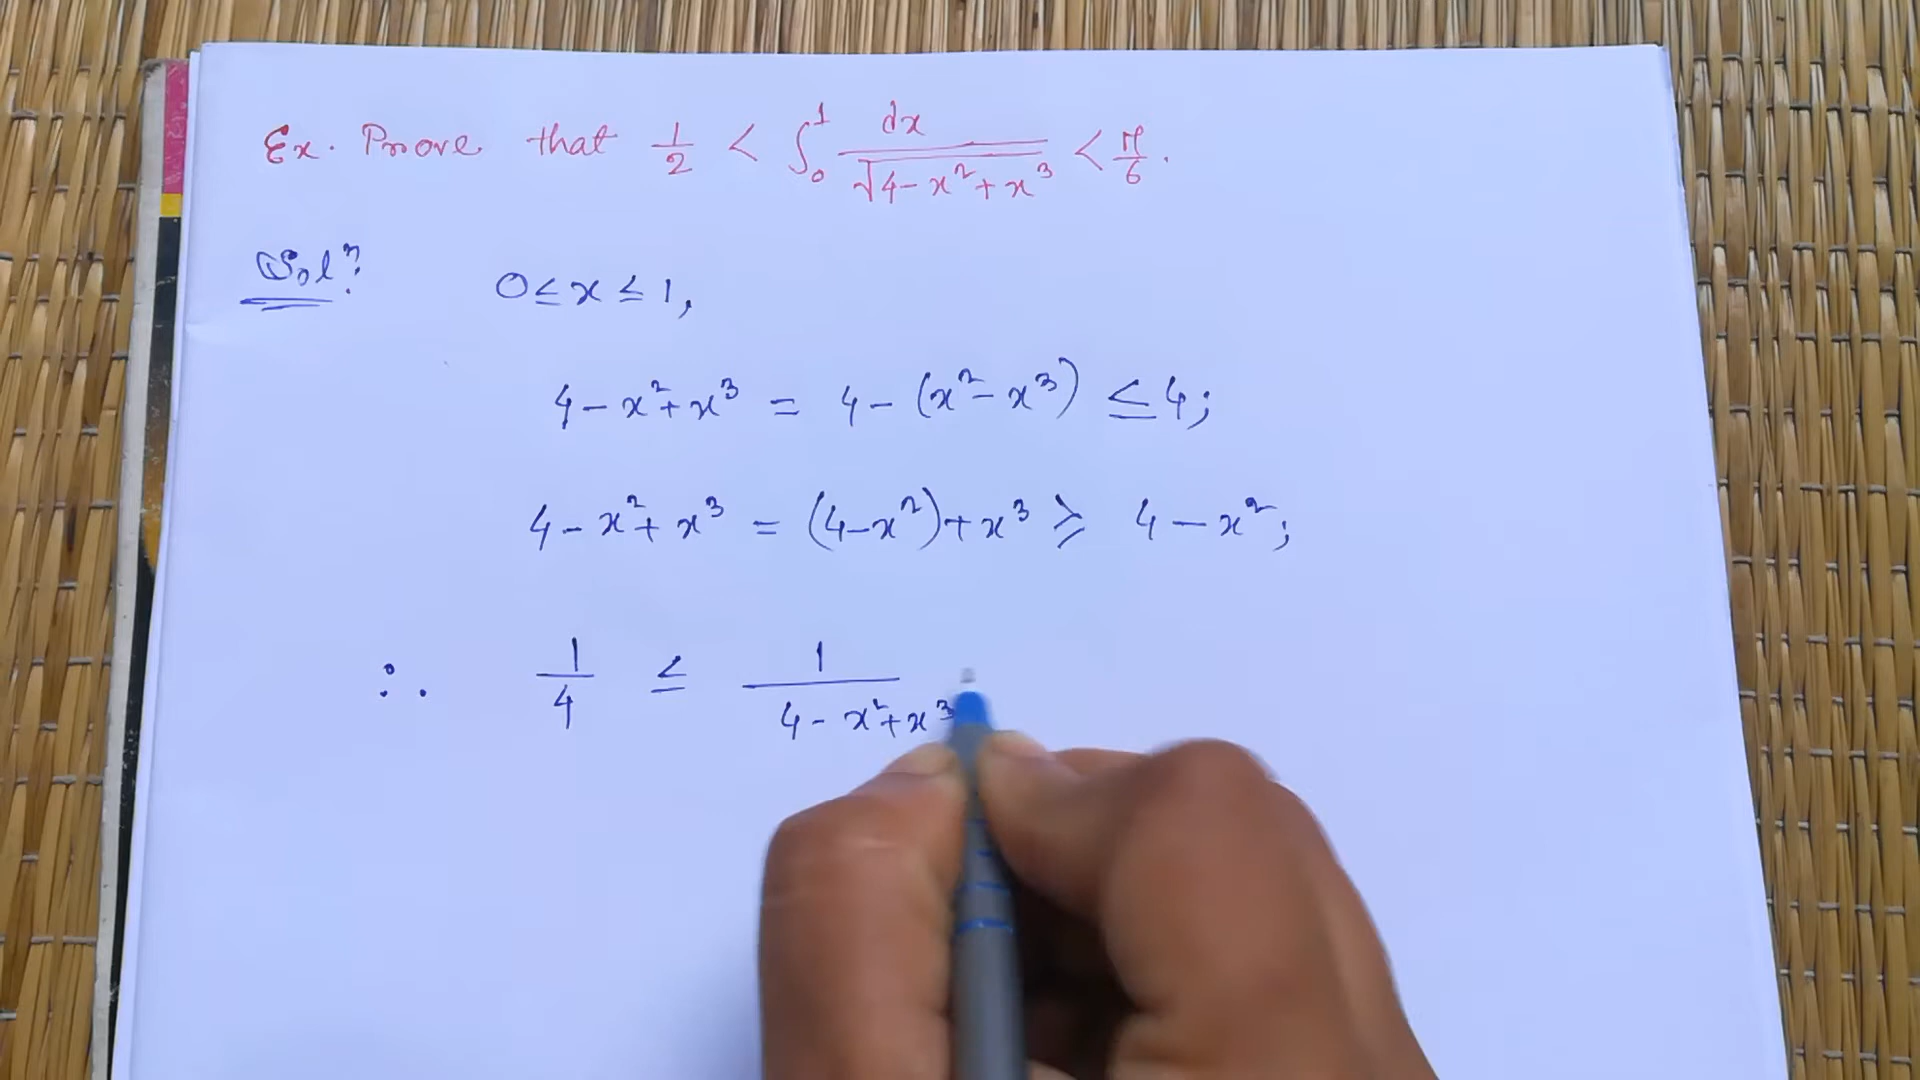 Ex. Prove that 1/2 < ∫₀¹ dx/√(4-x²+x³) < π/6.
Solⁿ.
0≤x≤1,
4-x²+x³ = 4-(x²-x³) ≤4;
4-x²+x³ = (4-x²)+x³ ≥ 4-x²;
∴ 1/4 ≤ 1/(4-x²+x³)